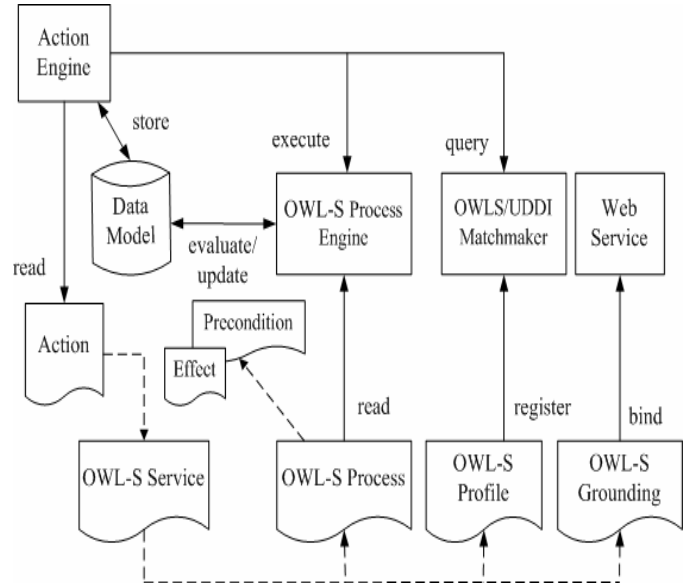 Action
Engine
store
execute
query
Data
Model
OWL-S Process
Engine
OWLS/UDDI
Matchmaker
Web
Service
evaluate/
update
read
Action
Precondition
Effect
read
register
bind
OWL-S Service
OWL-S Process
OWL-S
Profile
OWL-S
Grounding